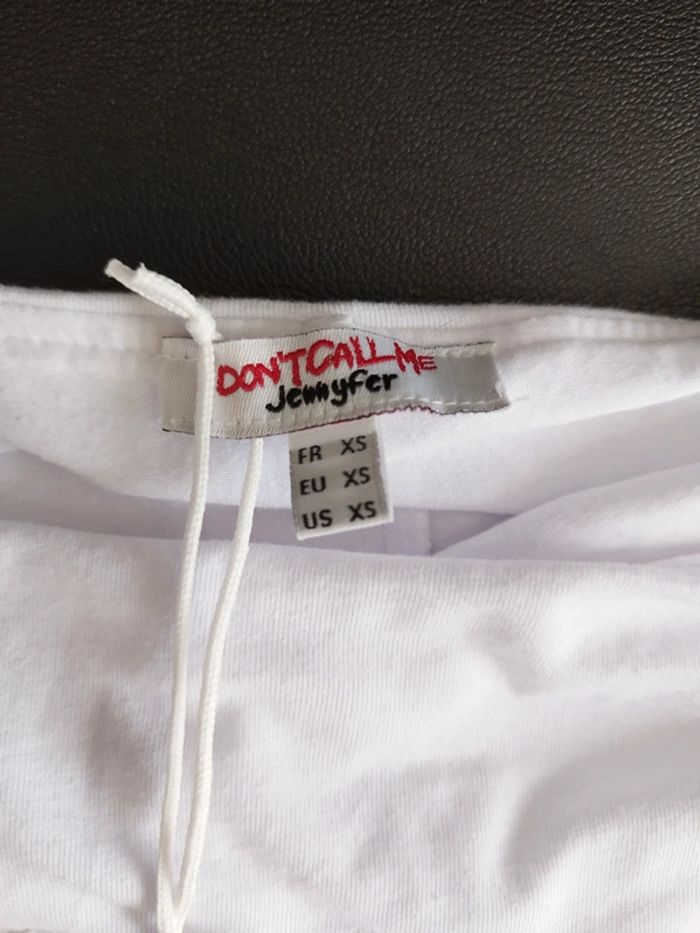 DON'T CALL ME
Jennyfer
FR XS
EU XS
US XS